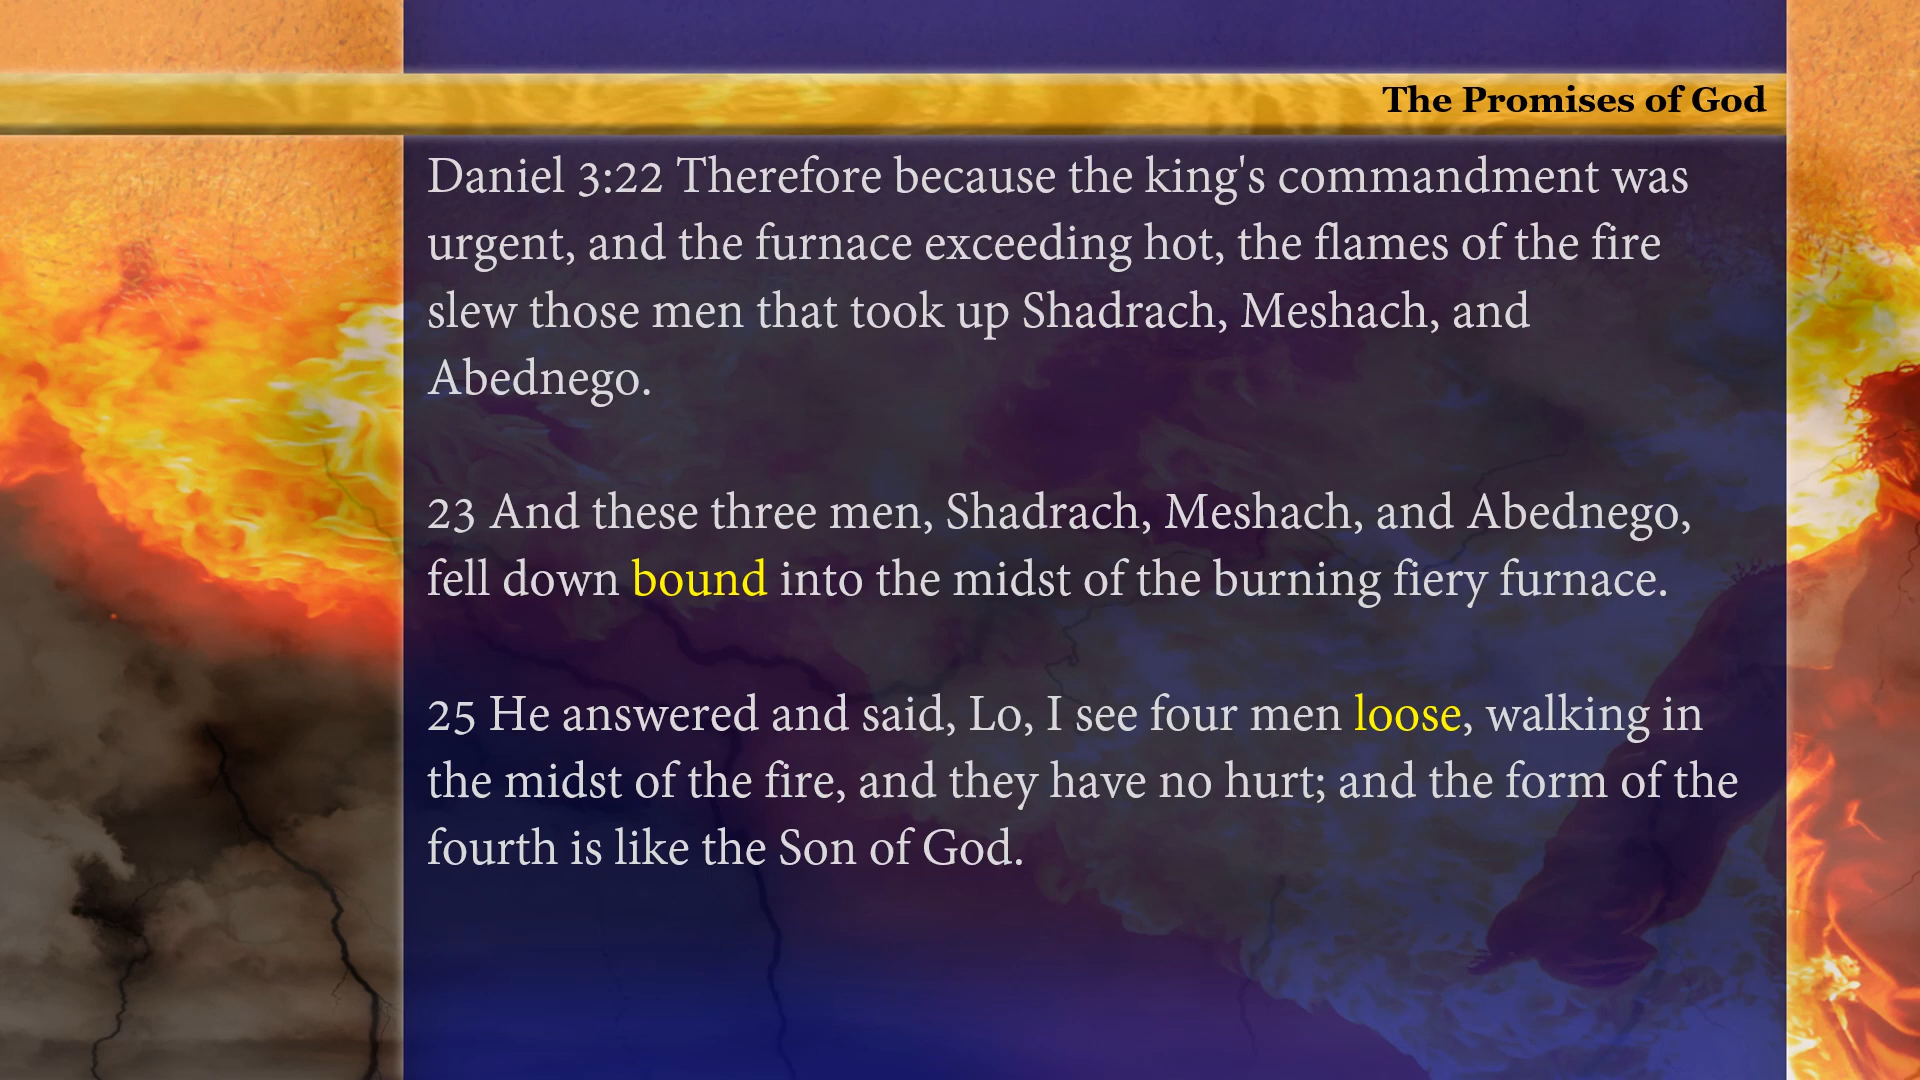 The Promises of God
Daniel 3:22 Therefore because the king's commandment was
urgent, and the furnace exceeding hot, the flames of the fire
slew those men that took up Shadrach, Meshach, and
Abednego.
23 And these three men, Shadrach, Meshach, and Abednego,
fell down bound into the midst of the burning fiery furnace.
25 He answered and said, Lo, I see four men loose, walking in
the midst of the fire, and they have no hurt; and the form of the
fourth is like the Son of God.